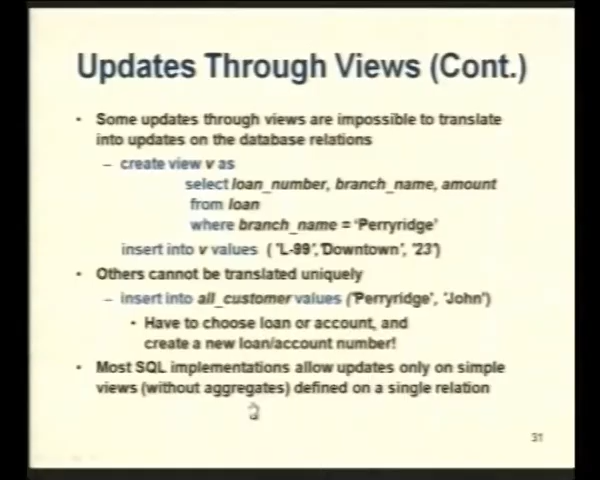 Updates Through Views (Cont.)
• Some updates through views are impossible to translate
into updates on the database relations
– create view v as
select loan_number, branch_name, amount
from loan
where branch_name = 'Perryridge'
insert into v values ( 'L-99','Downtown', '23')
• Others cannot be translated uniquely
– insert into all_customer values ('Perryridge', 'John')
• Have to choose loan or account, and
create a new loan/account number!
• Most SQL implementations allow updates only on simple
views (without aggregates) defined on a single relation
31